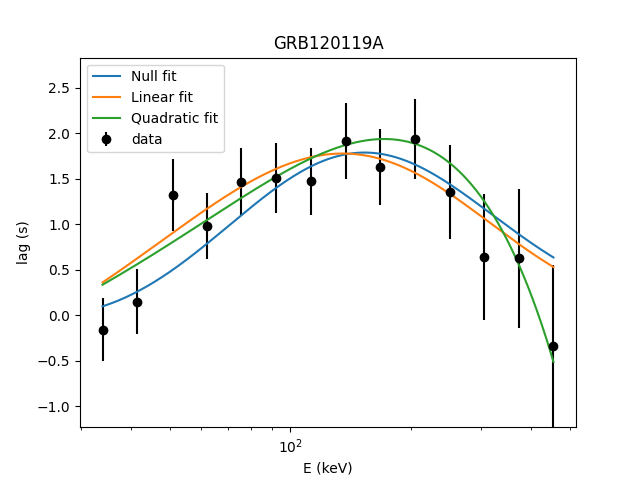 GRB120119A
Null fit
Linear fit
Quadratic fit
data
lag (s)
2.5
2.0
1.5
1.0
0.5
0.0
−0.5
−1.0
10²
E (keV)